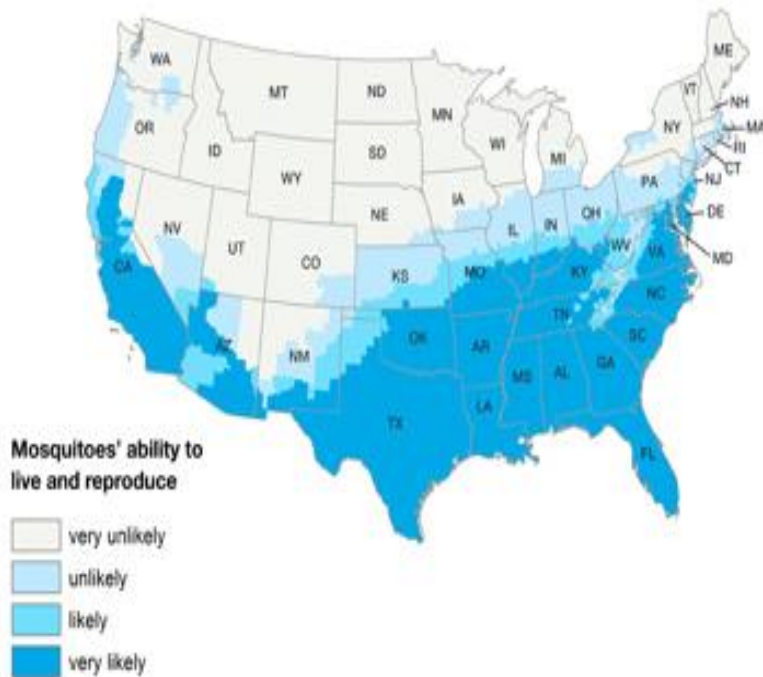 ME
WA
VT
MT
ND
NH
MN
OR
NY
MA
ID
SD
WI
MI
RI
CT
WY
PA
NJ
IA
NE
OH
DE
NV
IL
IN
UT
WV
MD
CO
CA
KS
MO
KY
VA
NC
TN
AZ
NM
OK
AR
SC
MS
AL
GA
LA
TX
FL
Mosquitoes' ability to
live and reproduce
very unlikely
unlikely
likely
very likely